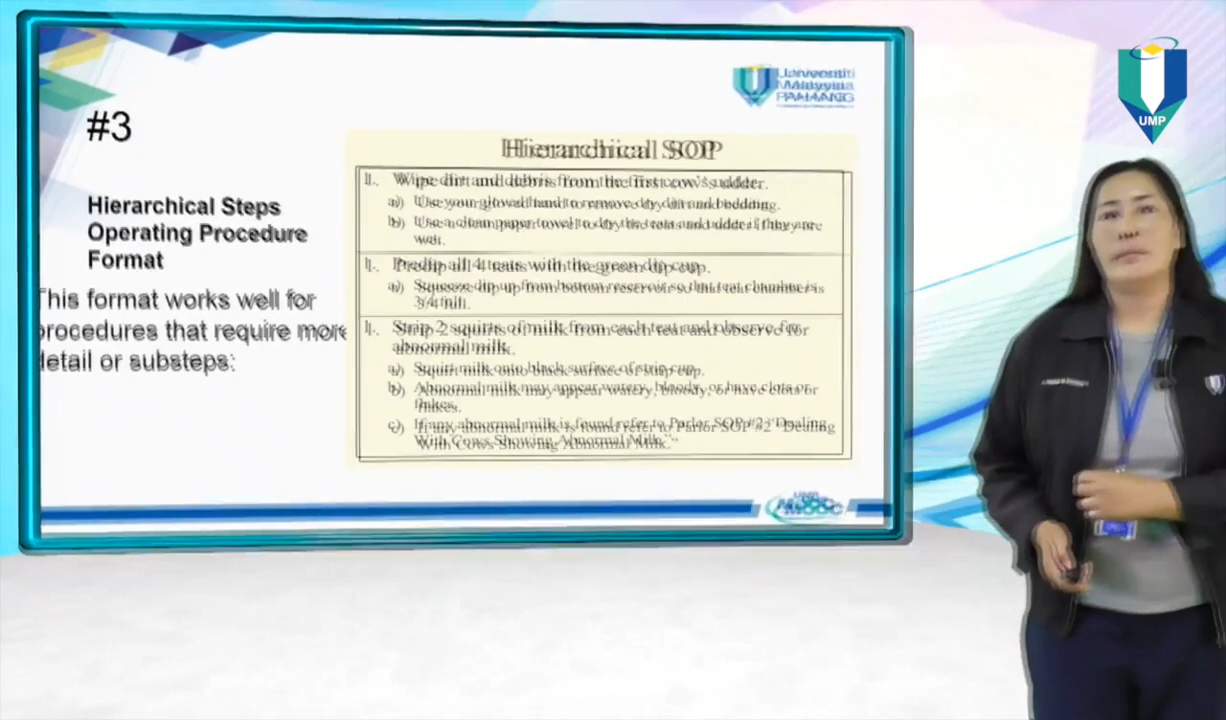 Universiti
Malaysia
PAHANG
UMP
#3
Hierarchical Steps
Operating Procedure
Format
This format works well for
procedures that require more
detail or substeps:
Hierarchical SOP
1. Wipe dirt and debris from the first cow's udder.
a) Use your gloved hand to remove dry dirt and bedding.
b) Use a clean paper towel to dry the teats and udder if they are
wet.
1. Predip all 4 teats with the green dip cup.
a) Squeeze dip up from bottom reservoir so that teat chamber is
3/4 full.
1. Strip 2 squirts of milk from each teat and observe for
abnormal milk.
a) Squirt milk onto black surface of strip cup.
b) Abnormal milk may appear watery, bloody, or have clots or
flakes.
c) If any abnormal milk is found refer to Parlor SOP #2 "Dealing
With Cows Showing Abnormal Milk."
UMP
MOOC